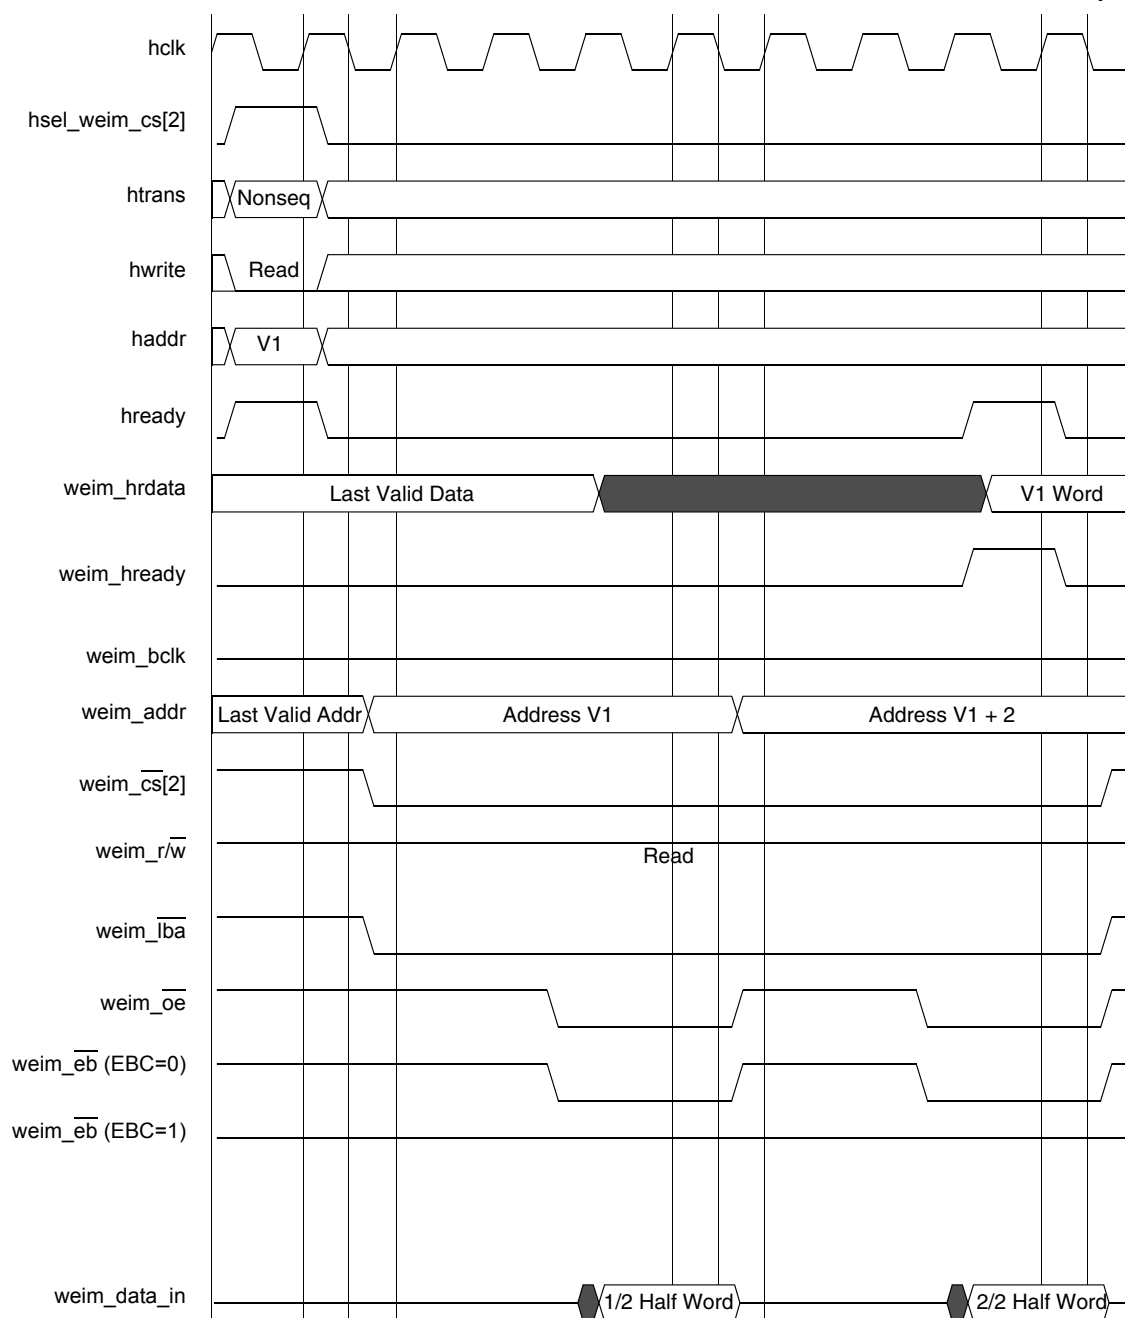 hclk
hsel_weim_cs[2]
htrans Nonseq
hwrite Read
haddr V1
hready
weim_hrdata Last Valid Data V1 Word
weim_hready
weim_bclk
weim_addr Last Valid Addr Address V1 Address V1 + 2
weim_cs[2]
weim_r/w Read
weim_lba
weim_oe
weim_eb (EBC=0)
weim_eb (EBC=1)
weim_data_in 1/2 Half Word 2/2 Half Word